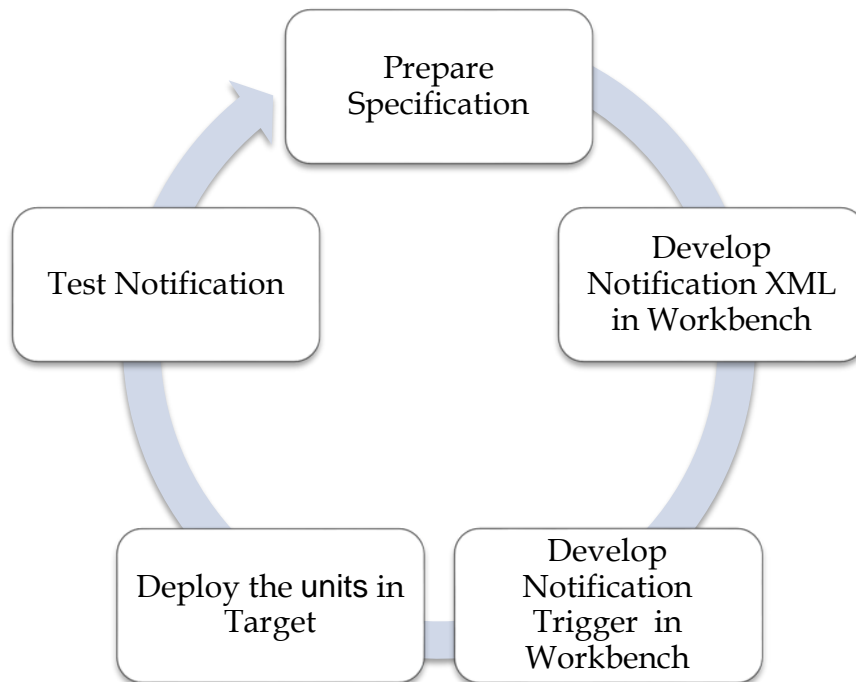 Prepare
Specification
Develop
Notification XML
in Workbench
Develop
Notification
Trigger in
Workbench
Deploy the units in
Target
Test Notification